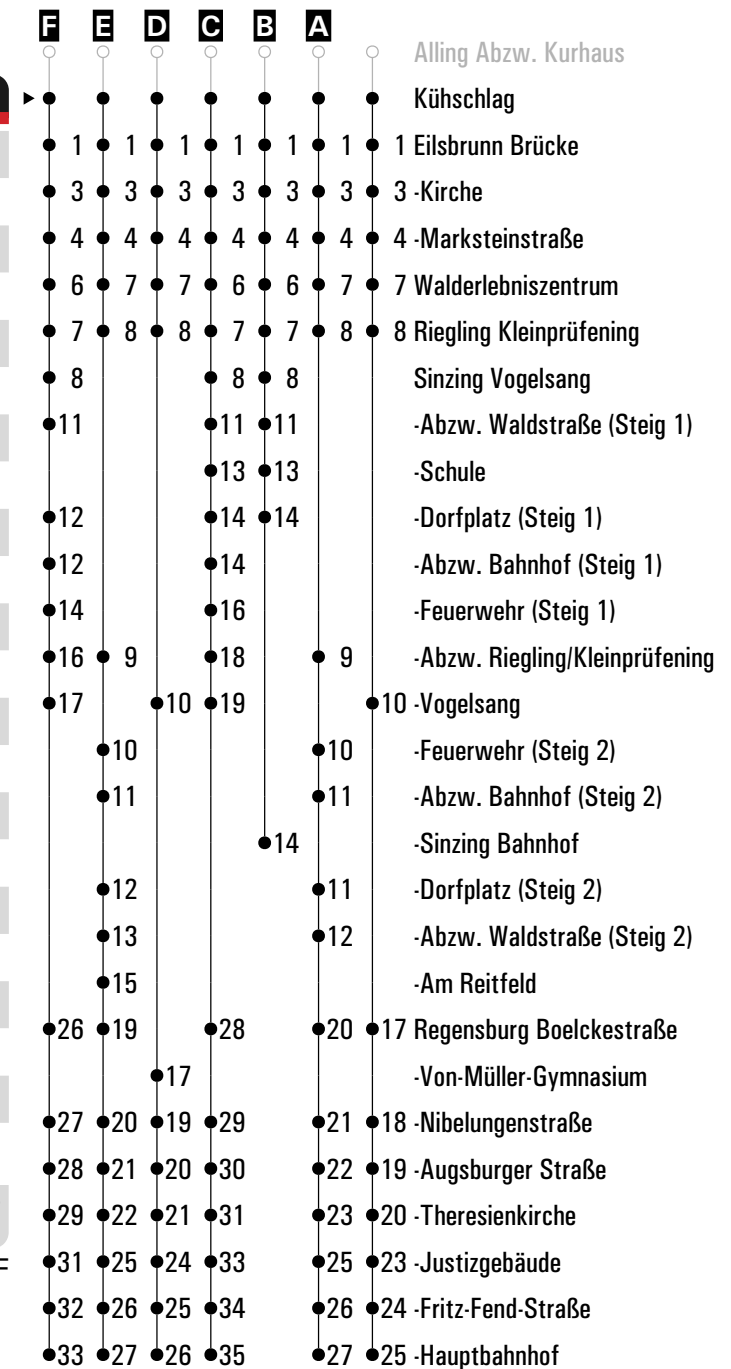 F E D C B A
Alling Abzw. Kurhaus
Kühschlag
1 1 1 1 1 1 1 Eilsbrunn Brücke
3 3 3 3 3 3 3 -Kirche
4 4 4 4 4 4 4 -Marksteinstraße
6 7 7 6 6 7 7 Walderlebniszentrum
7 8 8 7 7 8 8 Riegling Kleinprüfening
8 8 8 Sinzing Vogelsang
11 11 11 -Abzw. Waldstraße (Steig 1)
13 13 -Schule
12 14 14 -Dorfplatz (Steig 1)
12 14 -Abzw. Bahnhof (Steig 1)
14 16 -Feuerwehr (Steig 1)
16 9 18 9 -Abzw. Riegling/Kleinprüfening
17 10 19 10 -Vogelsang
10 10 -Feuerwehr (Steig 2)
11 11 -Abzw. Bahnhof (Steig 2)
14 -Sinzing Bahnhof
12 11 -Dorfplatz (Steig 2)
13 12 -Abzw. Waldstraße (Steig 2)
15 -Am Reitfeld
26 19 28 20 17 Regensburg Boelckestraße
17 -Von-Müller-Gymnasium
27 20 19 29 21 18 -Nibelungenstraße
28 21 20 30 22 19 -Augsburger Straße
29 22 21 31 23 20 -Theresienkirche
31 25 24 33 25 23 -Justizgebäude
32 26 25 34 26 24 -Fritz-Fend-Straße
33 27 26 35 27 25 -Hauptbahnhof